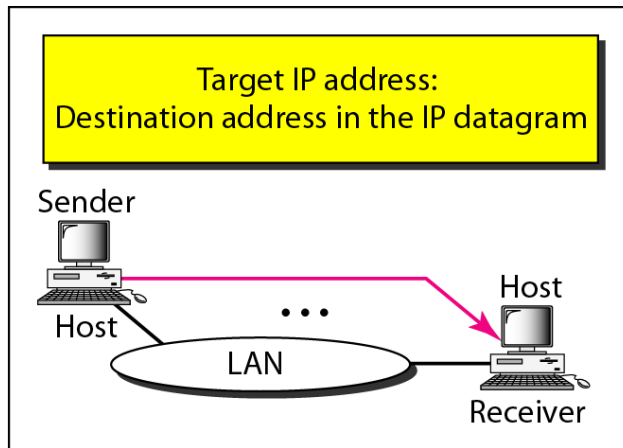 Target IP address:
Destination address in the IP datagram
Sender
Host
Host
...
LAN
Receiver